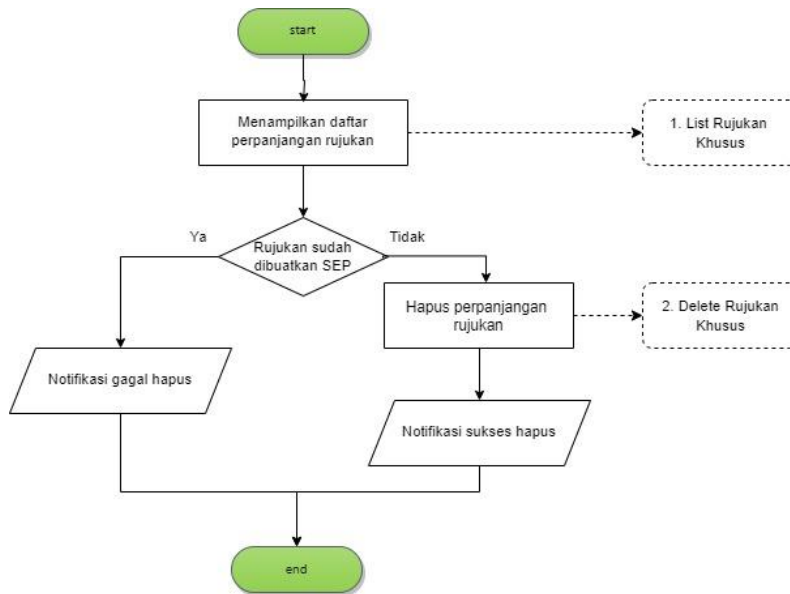 start
Menampilkan daftar
perpanjangan rujukan
1. List Rujukan
Khusus
Ya
Rujukan sudah
dibuatkan SEP
Tidak
Hapus perpanjangan
rujukan
2. Delete Rujukan
Khusus
Notifikasi gagal hapus
Notifikasi sukses hapus
end